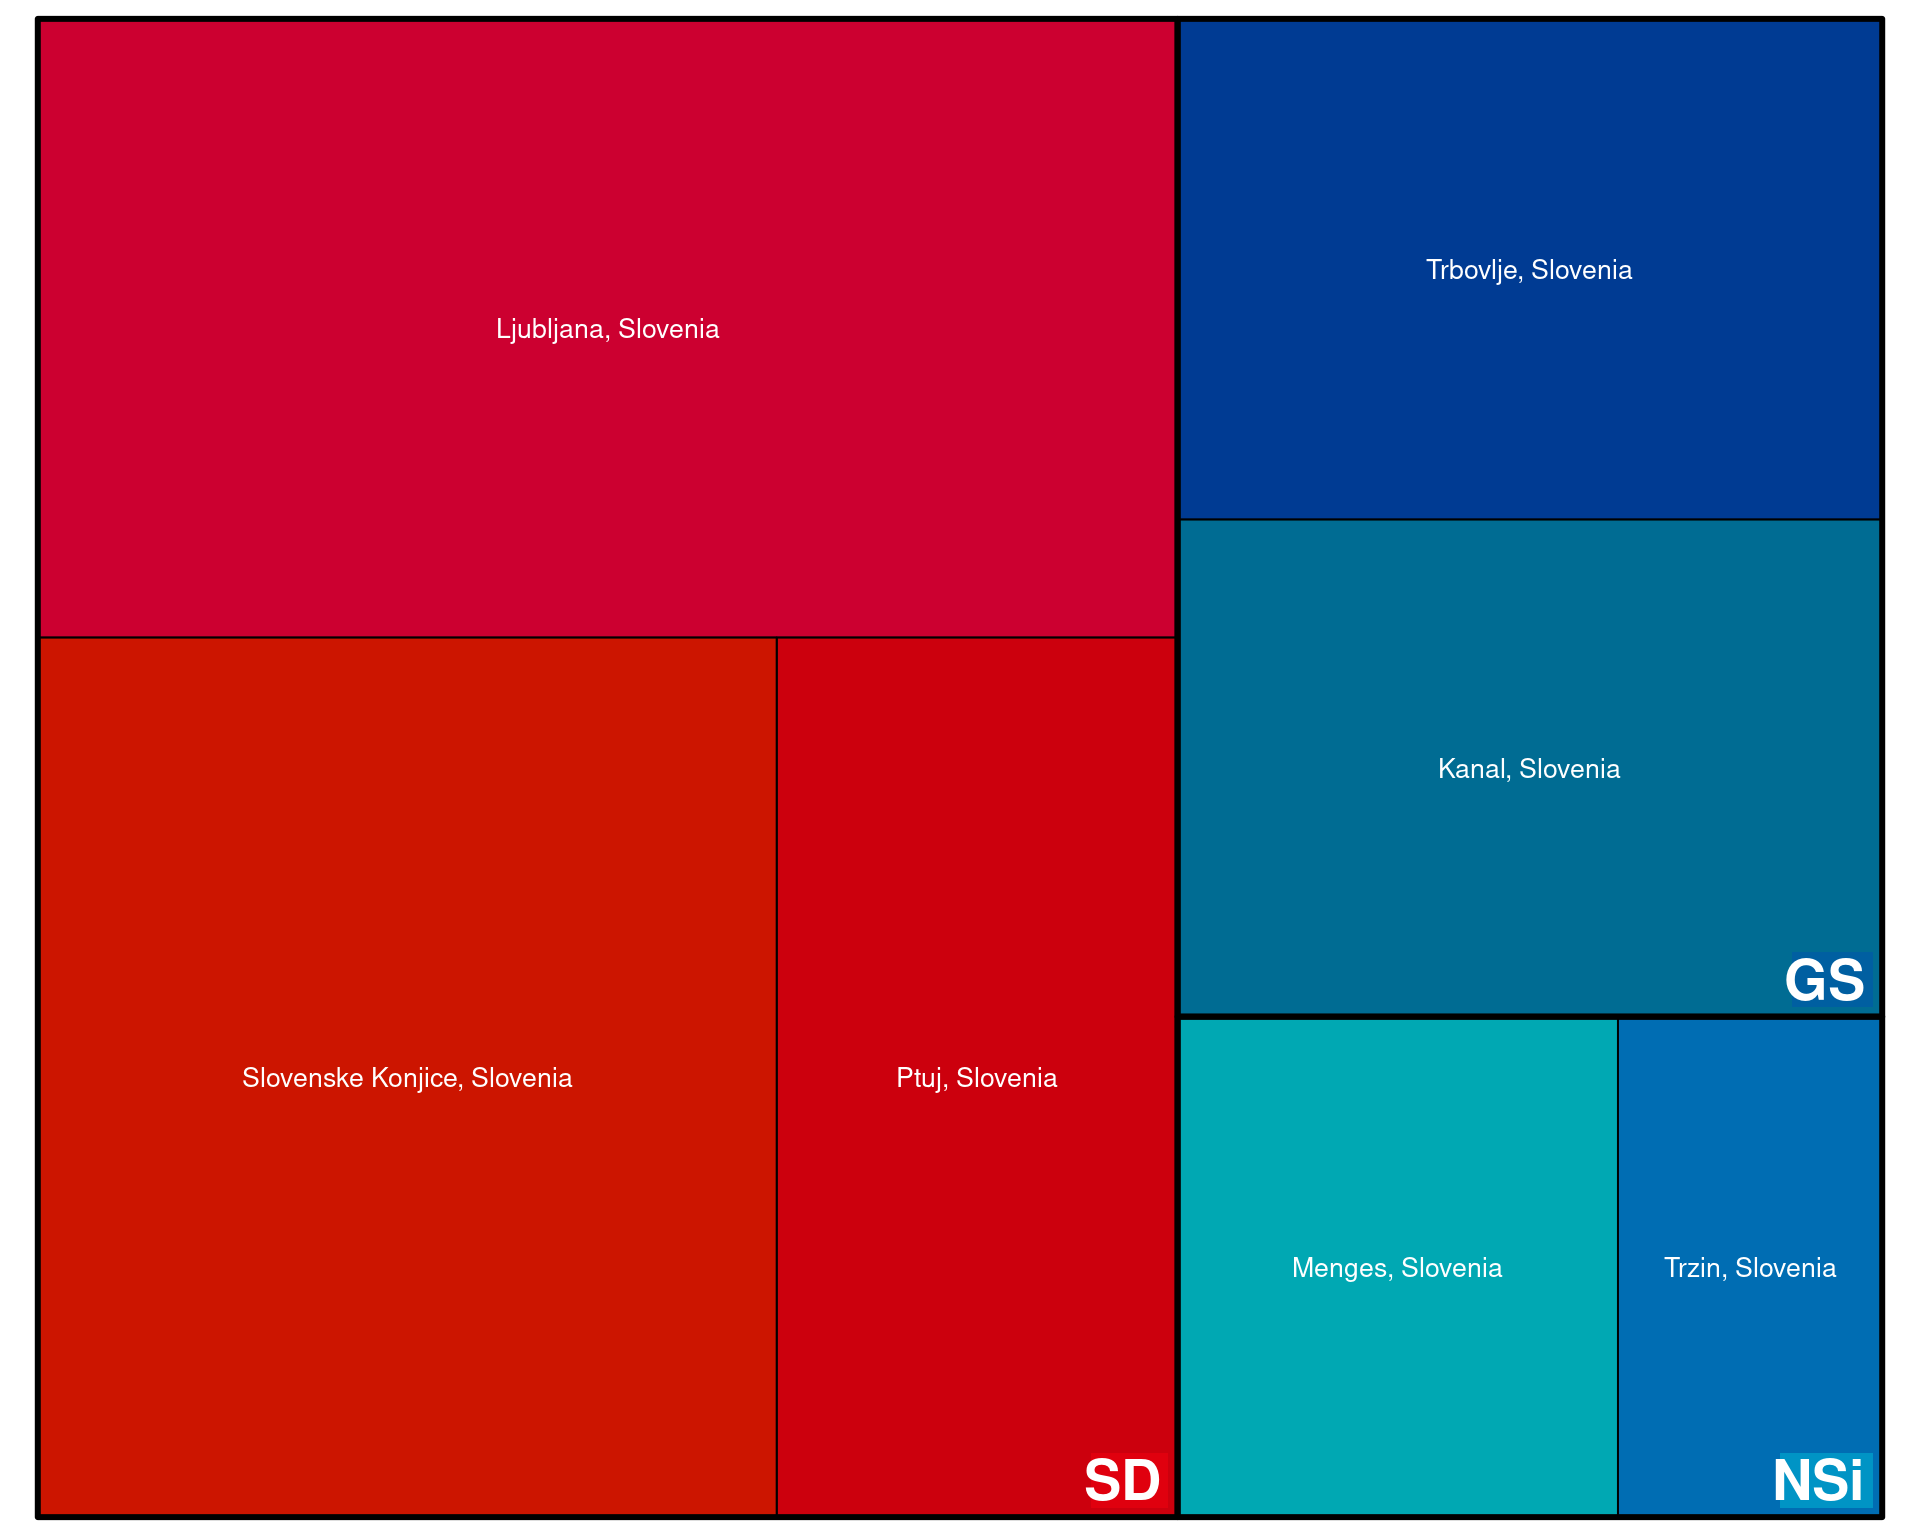 Ljubljana, Slovenia
Slovenske Konjice, Slovenia
Ptuj, Slovenia
SD
Trbovlje, Slovenia
Kanal, Slovenia
GS
Menges, Slovenia
Trzin, Slovenia
NSi